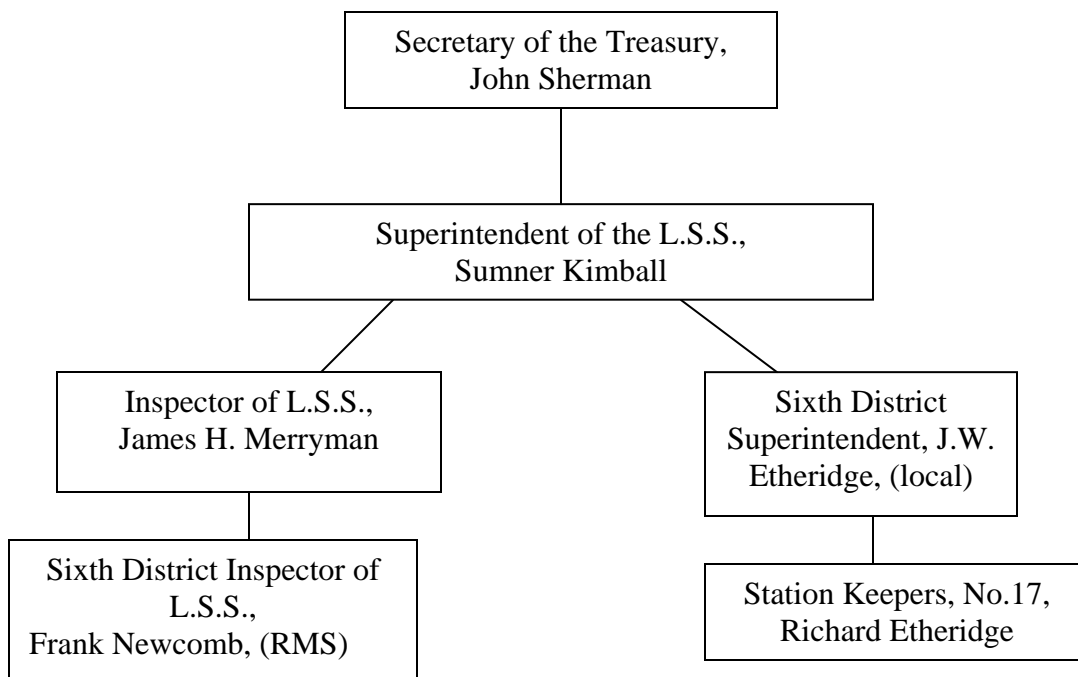 Secretary of the Treasury,
John Sherman
Superintendent of the L.S.S.,
Sumner Kimball
Inspector of L.S.S.,
James H. Merryman
Sixth District
Superintendent, J.W.
Etheridge, (local)
Sixth District Inspector of
L.S.S.,
Frank Newcomb, (RMS)
Station Keepers, No.17,
Richard Etheridge